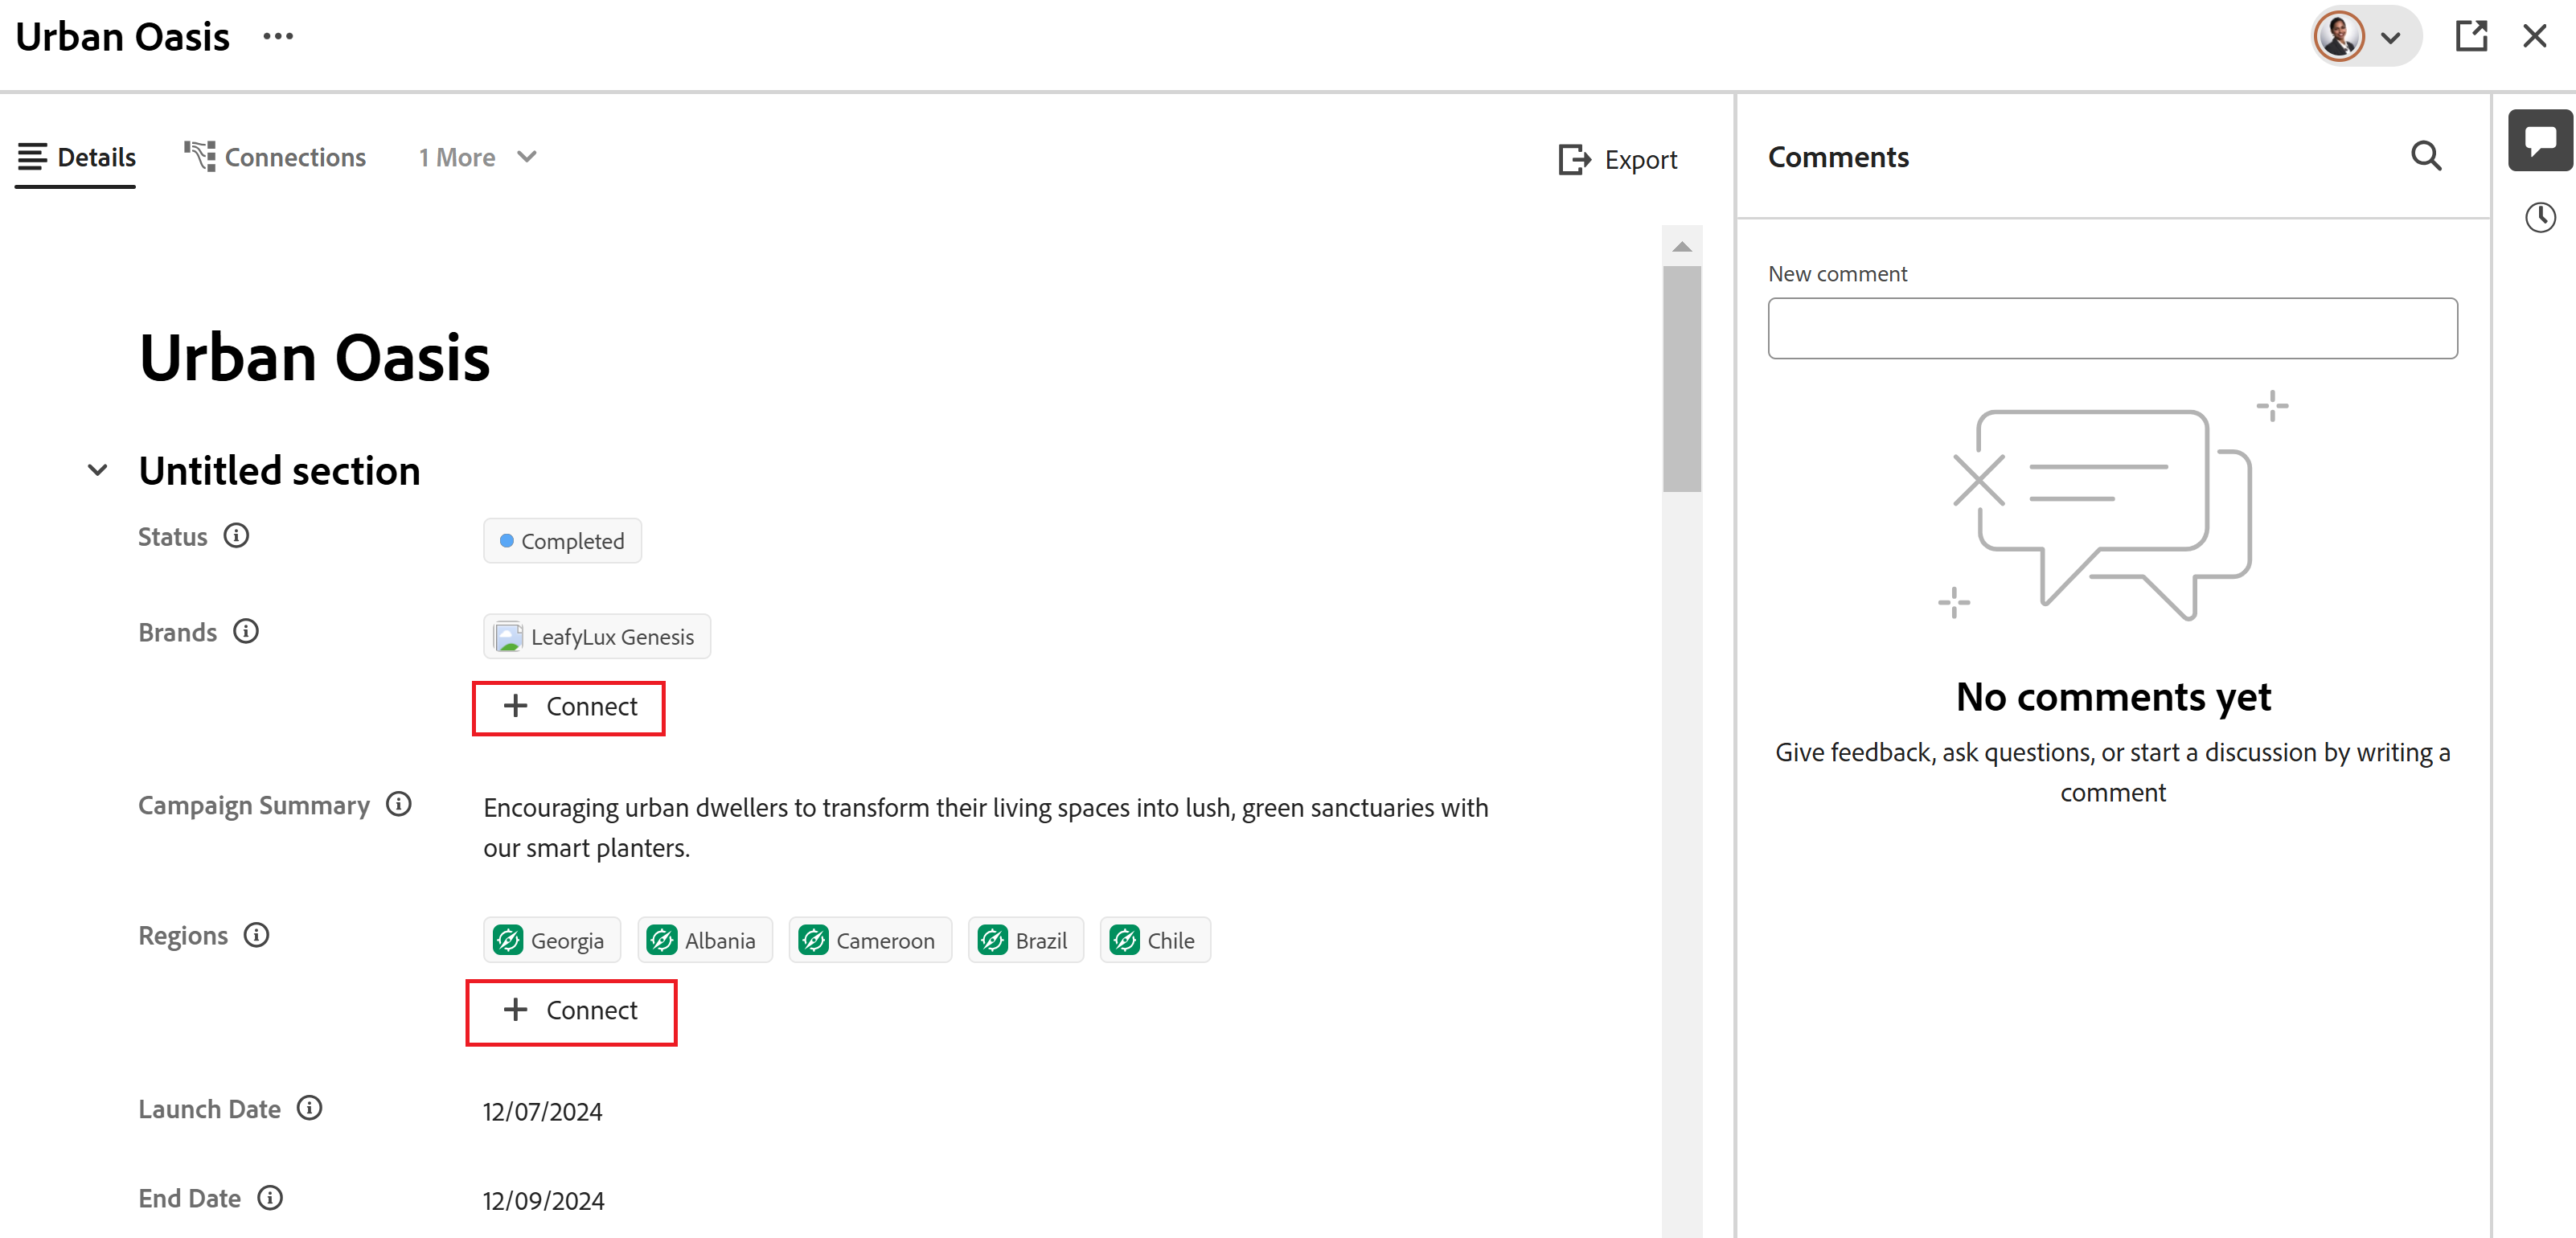 Urban Oasis
Details
Connections
1 More
Export
Urban Oasis
Untitled section
Status
Completed
Brands
LeafyLux Genesis
Connect
Campaign Summary
Encouraging urban dwellers to transform their living spaces into lush, green sanctuaries with
our smart planters.
Regions
Georgia
Albania
Cameroon
Brazil
Chile
Connect
Launch Date
12/07/2024
End Date
12/09/2024
Comments
New comment
No comments yet
Give feedback, ask questions, or start a discussion by writing a
comment